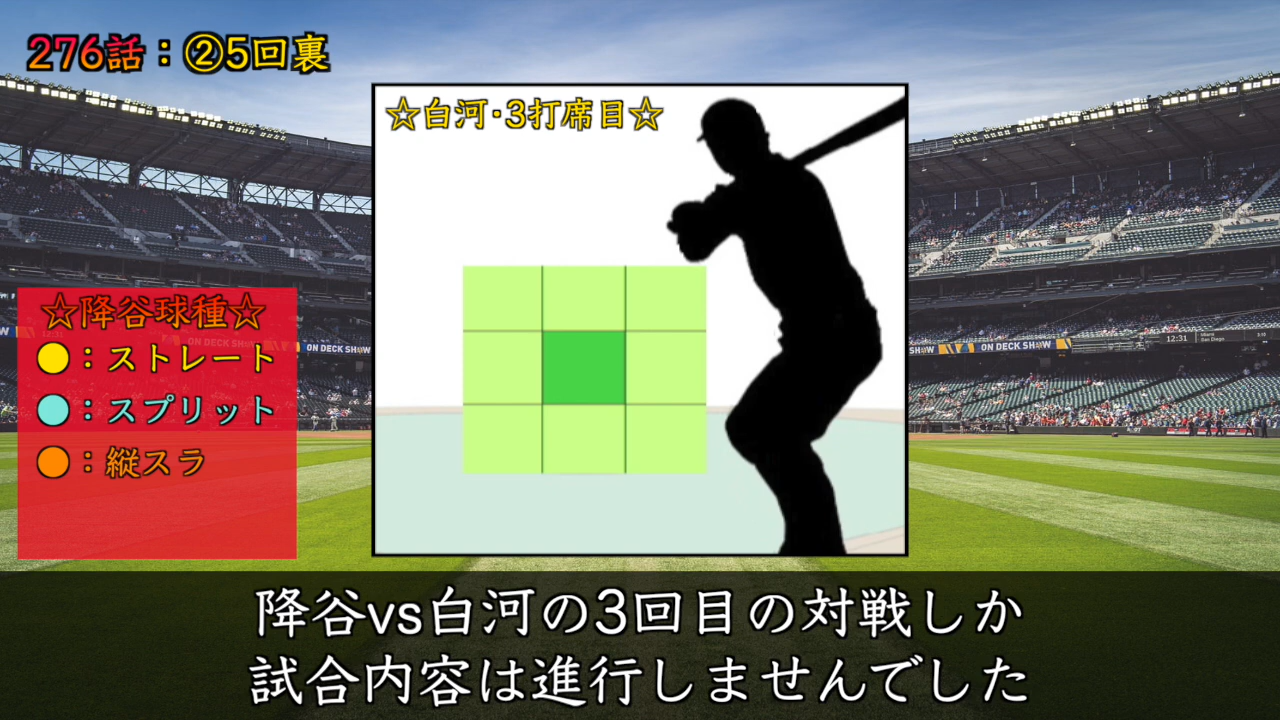 276話：②5回裏
☆白河・3打席目☆
☆降谷球種☆
：ストレート
：スプリット
：縦スラ
ON DECK SHOW
ON DECK SHOW
12:31
降谷vs白河の3回目の対戦しか
試合内容は進行しませんでした